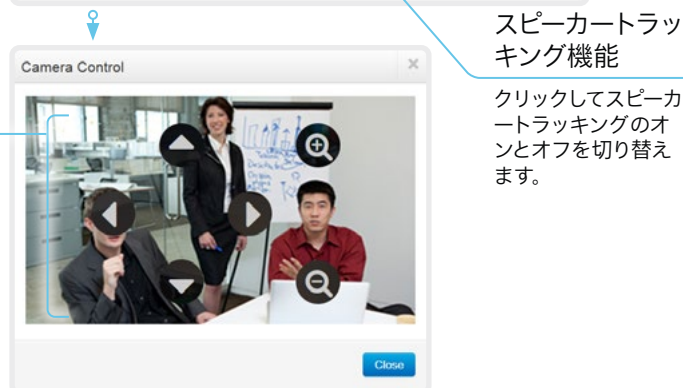 スピーカートラッ
キング機能
クリックしてスピーカ
ートラッキングのオ
ンとオフを切り替え
ます。
Camera Control
Close